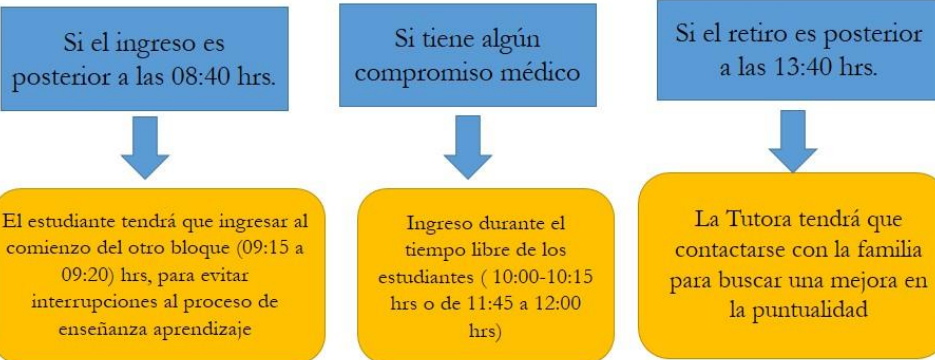 Si el ingreso es
posterior a las 08:40 hrs.
El estudiante tendrá que ingresar al
comienzo del otro bloque (09:15 a
09:20) hrs, para evitar
interrupciones al proceso de
enseñanza aprendizaje
Si tiene algún
compromiso médico
Ingreso durante el
tiempo libre de los
estudiantes ( 10:00-10:15
hrs o de 11:45 a 12:00
hrs)
Si el retiro es posterior
a las 13:40 hrs.
La Tutora tendrá que
contactarse con la familia
para buscar una mejora en
la puntualidad